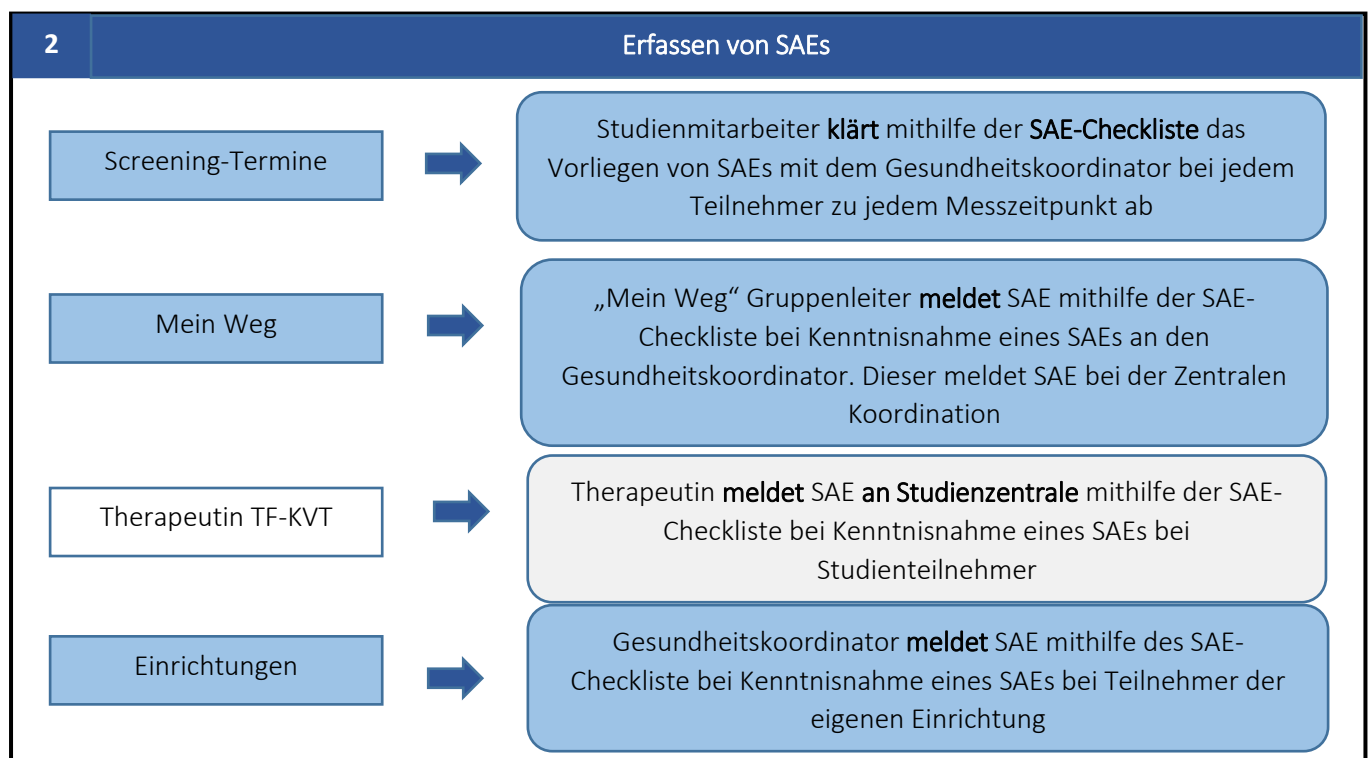 2
Erfassen von SAEs
Screening-Termine
Studienmitarbeiter klärt mithilfe der SAE-Checkliste das
Vorliegen von SAEs mit dem Gesundheitskoordinator bei jedem
Teilnehmer zu jedem Messzeitpunkt ab
Mein Weg
„Mein Weg“ Gruppenleiter meldet SAE mithilfe der SAE-
Checkliste bei Kenntnisnahme eines SAEs an den
Gesundheitskoordinator. Dieser meldet SAE bei der Zentralen
Koordination
Therapeutin TF-KVT
Therapeutin meldet SAE an Studienzentrale mithilfe der SAE-
Checkliste bei Kenntnisnahme eines SAEs bei
Studienteilnehmer
Einrichtungen
Gesundheitskoordinator meldet SAE mithilfe des SAE-
Checkliste bei Kenntnisnahme eines SAEs bei Teilnehmer der
eigenen Einrichtung